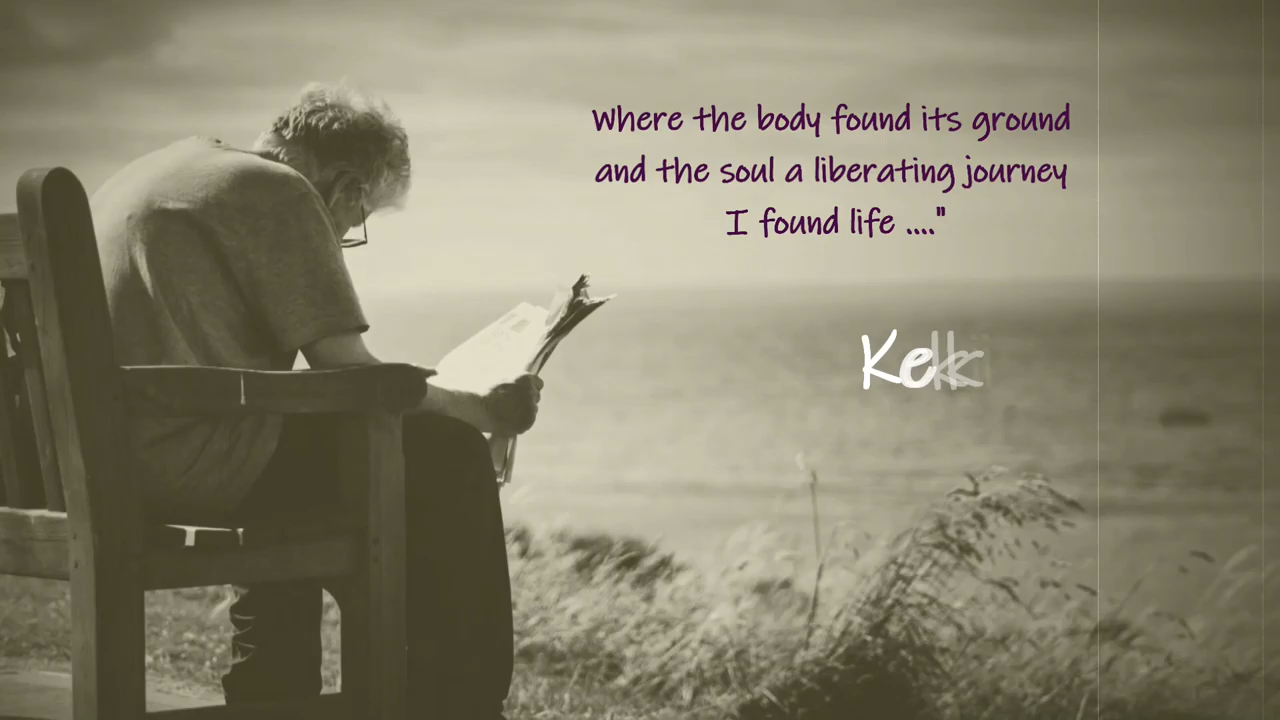 Where the body found its ground
and the soul a liberating journey
I found life ...."